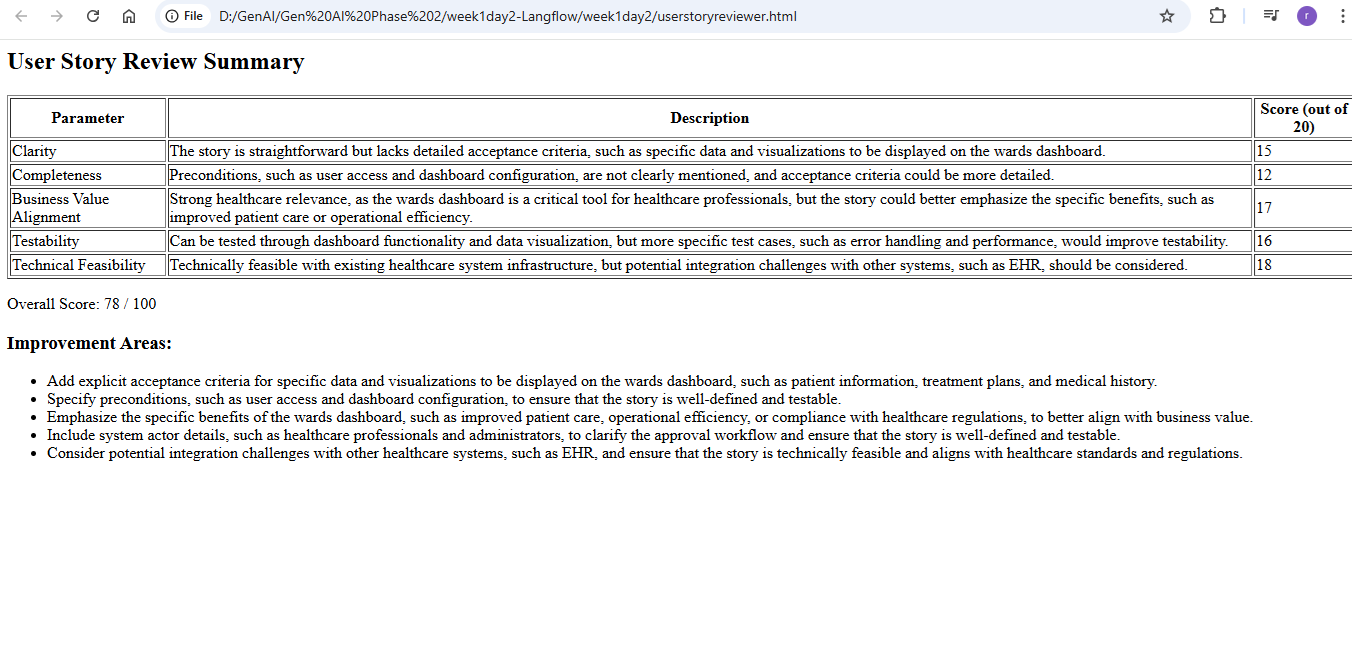 File D:/GenAI/Gen%20AI%20Phase%202/week1day2-Langflow/week1day2/userstoryreviewer.html
r
User Story Review Summary
Parameter Description Score (out of
20)
Clarity The story is straightforward but lacks detailed acceptance criteria, such as specific data and visualizations to be displayed on the wards dashboard. 15
Completeness Preconditions, such as user access and dashboard configuration, are not clearly mentioned, and acceptance criteria could be more detailed. 12
Business Value
Alignment
Strong healthcare relevance, as the wards dashboard is a critical tool for healthcare professionals, but the story could better emphasize the specific benefits, such as
improved patient care or operational efficiency.
17
Testability Can be tested through dashboard functionality and data visualization, but more specific test cases, such as error handling and performance, would improve testability. 16
Technical Feasibility Technically feasible with existing healthcare system infrastructure, but potential integration challenges with other systems, such as EHR, should be considered. 18
Overall Score: 78 / 100
Improvement Areas:
• Add explicit acceptance criteria for specific data and visualizations to be displayed on the wards dashboard, such as patient information, treatment plans, and medical history.
• Specify preconditions, such as user access and dashboard configuration, to ensure that the story is well-defined and testable.
• Emphasize the specific benefits of the wards dashboard, such as improved patient care, operational efficiency, or compliance with healthcare regulations, to better align with business value.
• Include system actor details, such as healthcare professionals and administrators, to clarify the approval workflow and ensure that the story is well-defined and testable.
• Consider potential integration challenges with other healthcare systems, such as EHR, and ensure that the story is technically feasible and aligns with healthcare standards and regulations.